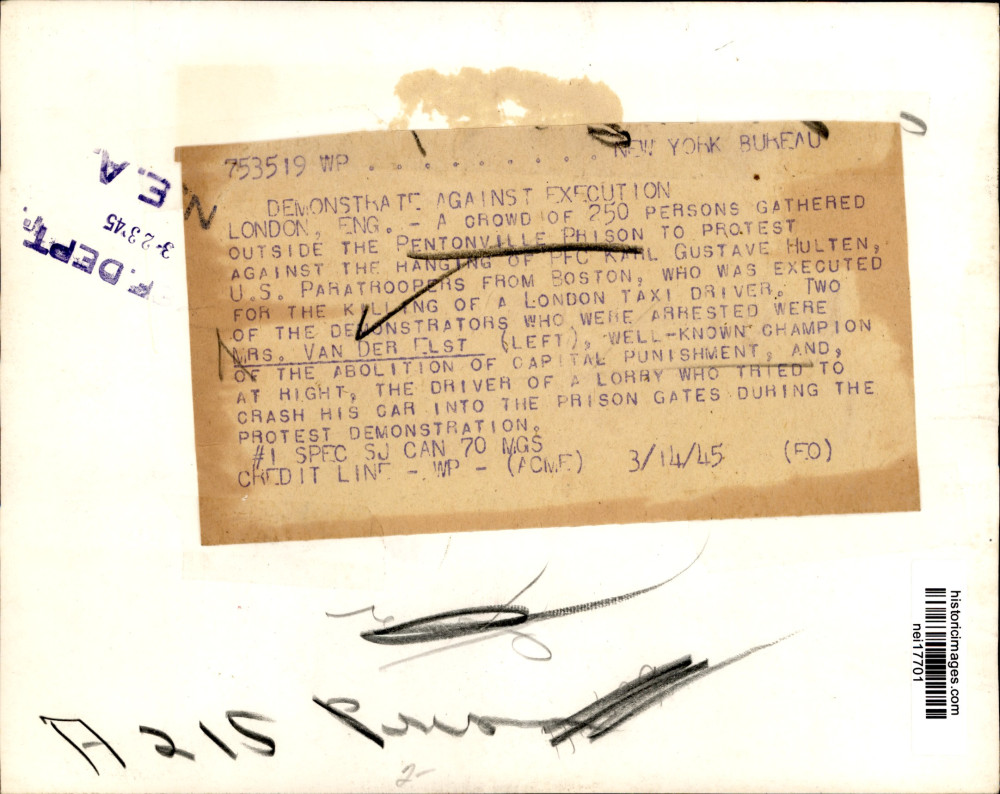 753519 WP . . . . . . . . . . . NEW YORK BUREAU
DEMONSTRATE AGAINST EXECUTION
LONDON, ENG. - A CROWD OF 250 PERSONS GATHERED
OUTSIDE THE PENTONVILLE PRISON TO PROTEST
AGAINST THE HANGING OF PFC KARL GUSTAVE HULTEN,
U.S. PARATROOPERS FROM BOSTON, WHO WAS EXECUTED
FOR THE KILLING OF A LONDON TAXI DRIVER. TWO
OF THE DEMONSTRATORS WHO WERE ARRESTED WERE
MRS. VAN DER ELST (LEFT), WELL-KNOWN CHAMPION
OF THE ABOLITION OF CAPITAL PUNISHMENT, AND,
AT RIGHT, THE DRIVER OF A LORRY WHO TRIED TO
CRASH HIS CAR INTO THE PRISON GATES DURING THE
PROTEST DEMONSTRATION.
#1 SPEC SJ CAN 70 MGS
CREDIT LINE - WP - (ACME) 3/14/45 (EO)
E.A
3-23'45
DEPT.
A 215
2-
historicimages.com
nei17701